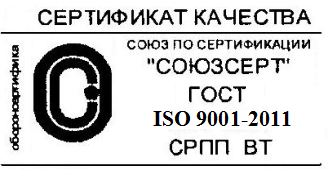 СЕРТИФИКАТ КАЧЕСТВА
оборонсертифика
СОЮЗ ПО СЕРТИФИКАЦИИ
"СОЮЗСЕРТ"
ГОСТ
ISO 9001-2011
СРПП ВТ